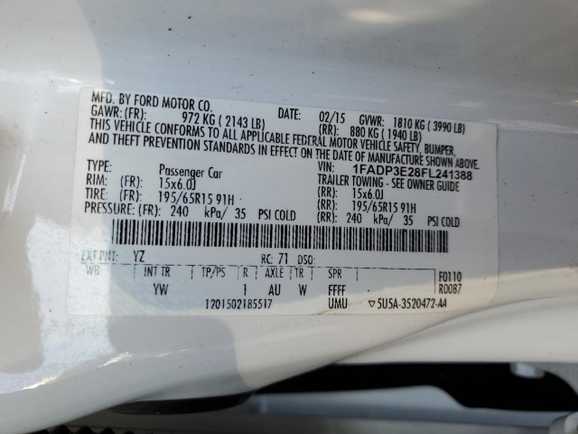 MFD. BY FORD MOTOR CO.
DATE: 02/15 GVWR: 1810 KG ( 3990 LB)
GAWR: (FR): 972 KG ( 2143 LB) (RR): 880 KG ( 1940 LB)
THIS VEHICLE CONFORMS TO ALL APPLICABLE FEDERAL MOTOR VEHICLE SAFETY, BUMPER,
AND THEFT PREVENTION STANDARDS IN EFFECT ON THE DATE OF MANUFACTURE SHOWN ABOVE.
VIN: 1FADP3E28FL241388
TYPE: Passenger Car TRAILER TOWING - SEE OWNER GUIDE
RIM: (FR): 15x6.0J (RR): 15x6.0J
TIRE: (FR): 195/65R15 91H (RR): 195/65R15 91H
PRESSURE: (FR): 240 kPa/ 35 PSI COLD (RR): 240 kPa/ 35 PSI COLD
EXT PNT: YZ RC: 71 DSO:
WB INT TR TP/PS R AXLE TR SPR F0110
YW 1 AU W FFFF R0087
1201502185517 UMU ▽5U5A-3520472-AA